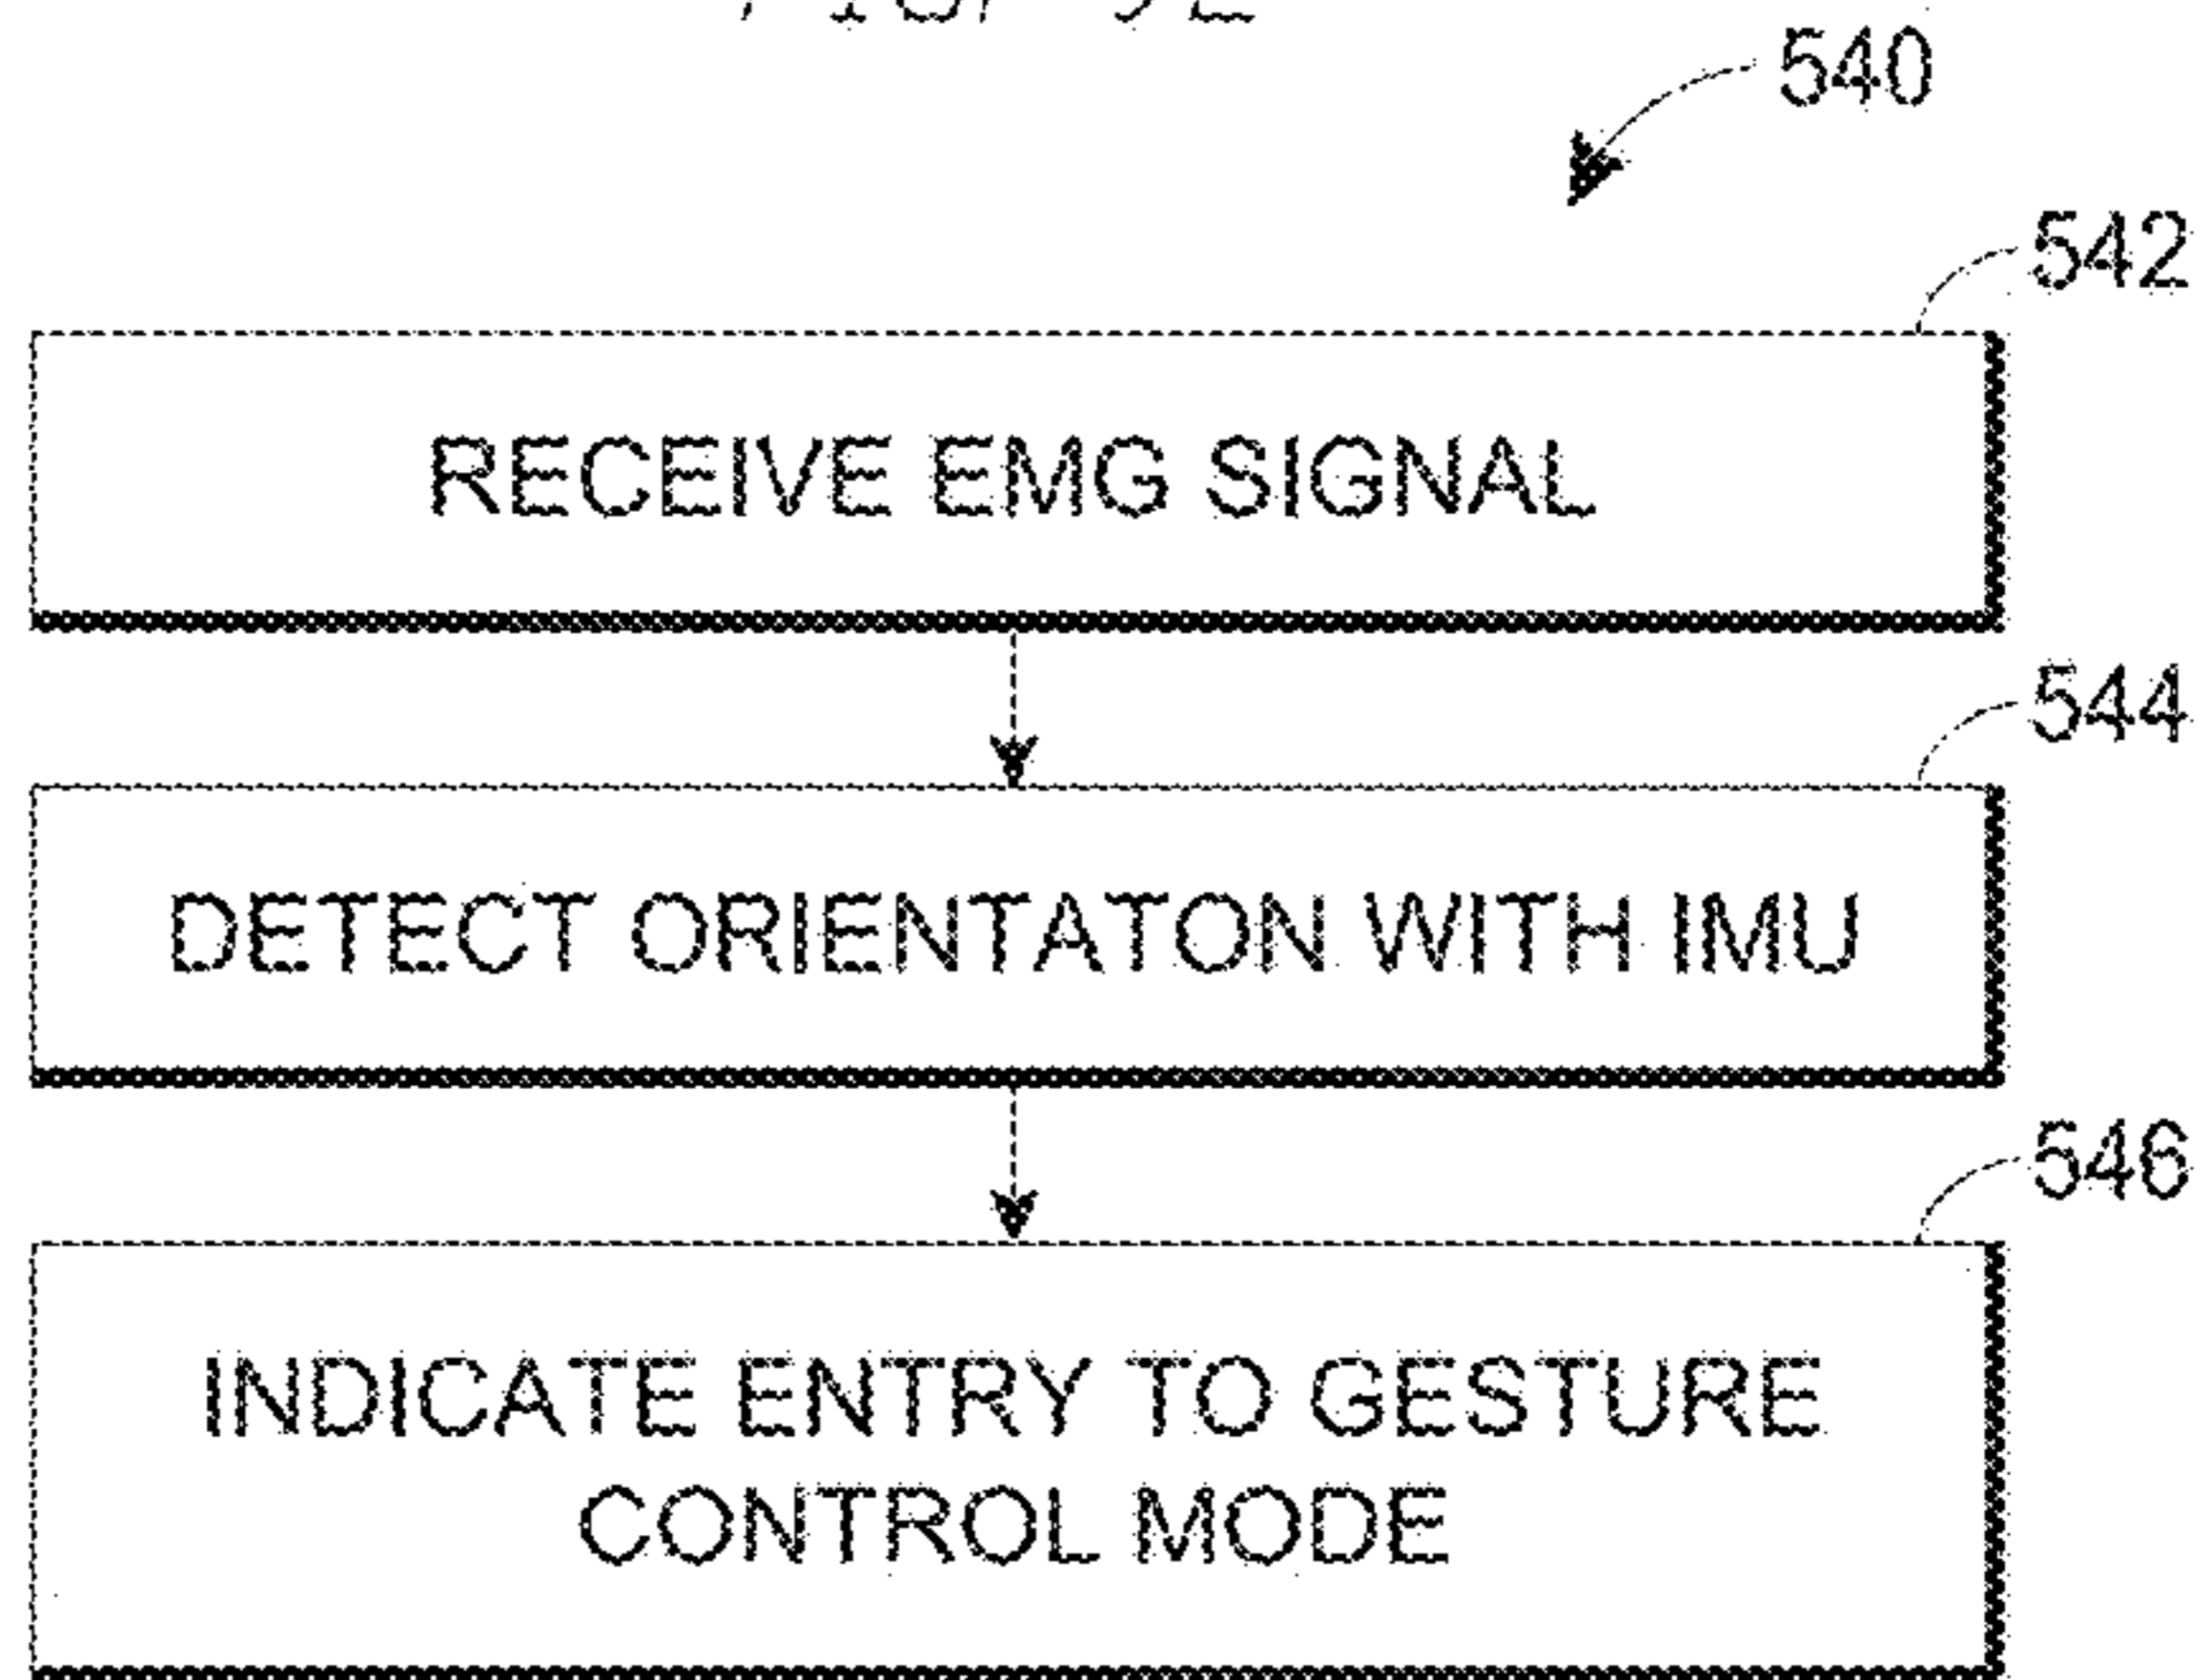 540
542
RECEIVE EMG SIGNAL
544
DETECT ORIENTATON WITH IMU
546
INDICATE ENTRY TO GESTURE
CONTROL MODE